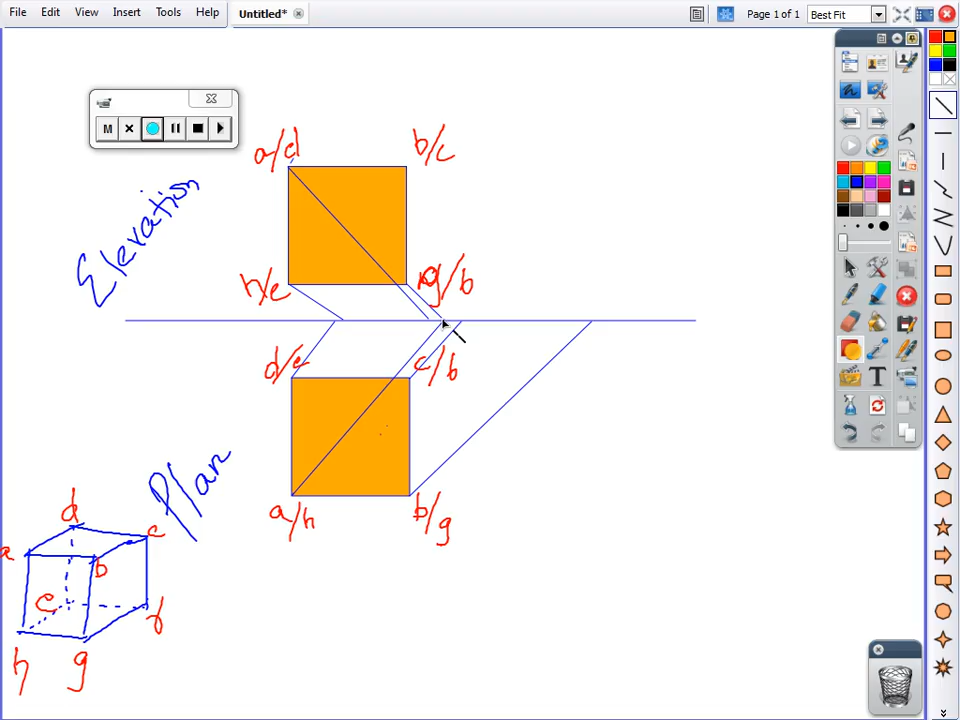 File Edit View Insert Tools Help Untitled* Page 1 of 1 Best Fit
M
a/d b/c
Elevation
h/e g/b
d/e c/b
Plan
a/h b/g
d
a c
b
e
f
h g
T